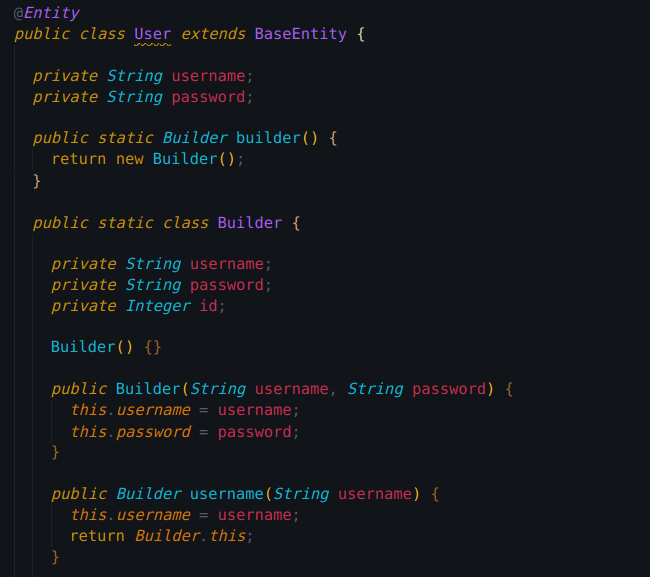 @Entity
public class User extends BaseEntity {
private String username;
private String password;
public static Builder builder() {
return new Builder();
}
public static class Builder {
private String username;
private String password;
private Integer id;
Builder() {}
public Builder(String username, String password) {
this.username = username;
this.password = password;
}
public Builder username(String username) {
this.username = username;
return Builder.this;
}